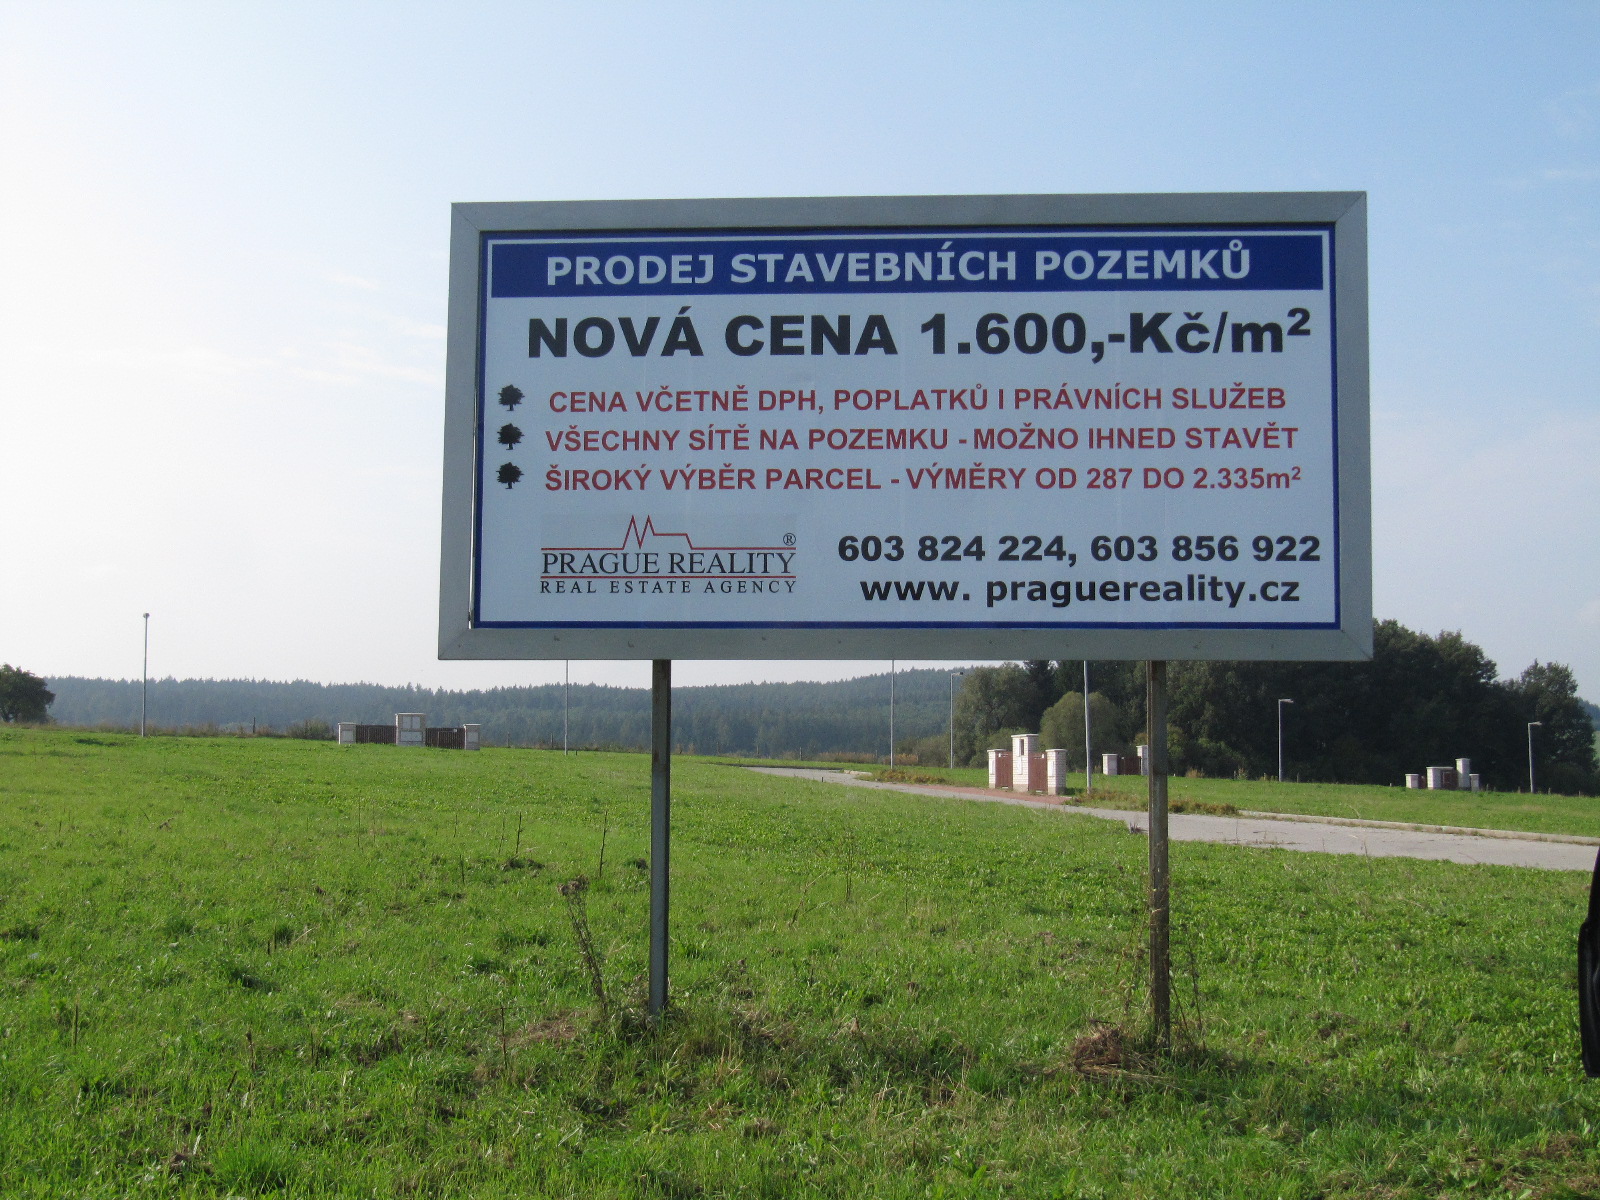 PRODEJ STAVEBNÍCH POZEMKŮ
NOVÁ CENA 1.600,-Kč/m²
CENA VČETNĚ DPH, POPLATKŮ I PRÁVNÍCH SLUŽEB
VŠECHNY SÍTĚ NA POZEMKU - MOŽNO IHNED STAVĚT
ŠIROKÝ VÝBĚR PARCEL - VÝMĚRY OD 287 DO 2.335m²
PRAGUE REALITY®
REAL ESTATE AGENCY
603 824 224, 603 856 922
www. praguereality.cz